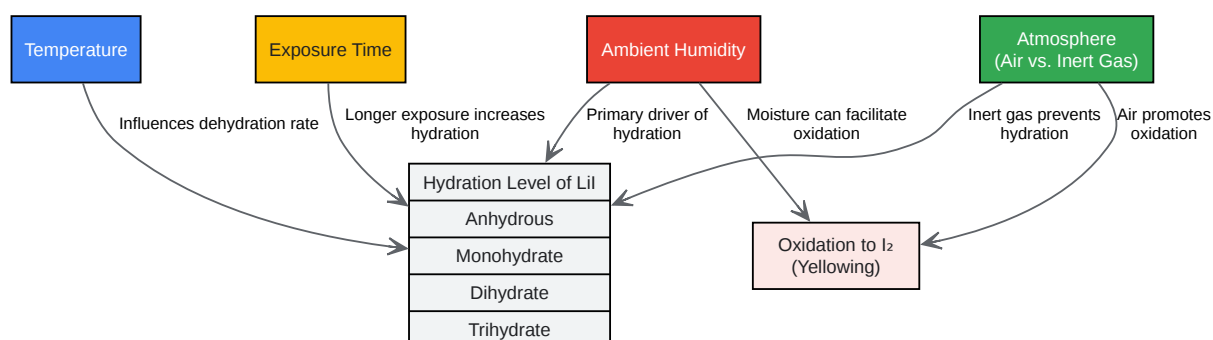 Temperature
Exposure Time
Ambient Humidity
Atmosphere
(Air vs. Inert Gas)
Influences dehydration rate
Longer exposure increases
hydration
Primary driver of
hydration
Moisture can facilitate
oxidation
Inert gas prevents
hydration
Air promotes
oxidation
Hydration Level of LiI
Anhydrous
Monohydrate
Dihydrate
Trihydrate
Oxidation to I₂
(Yellowing)